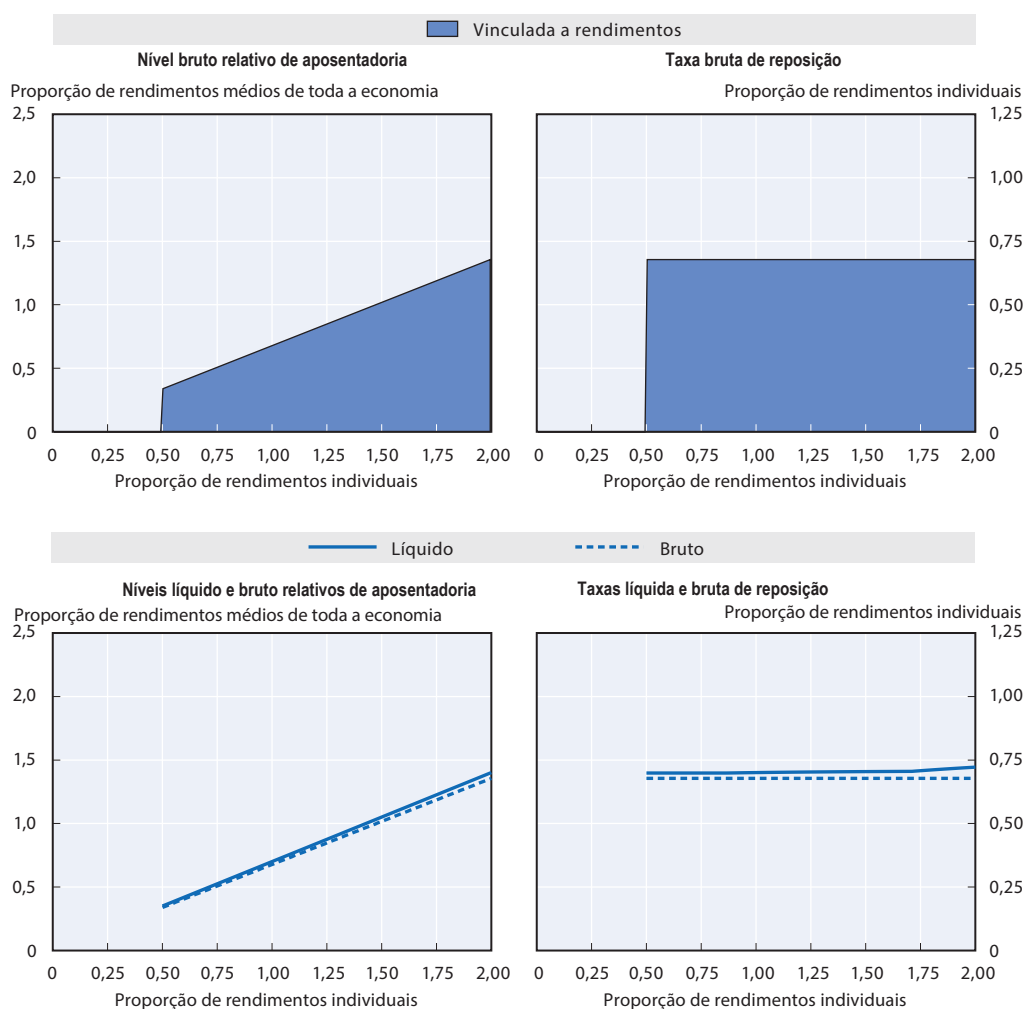 Vinculada a rendimentos
Nível bruto relativo de aposentadoria
Proporção de rendimentos médios de toda a economia
2,5
2,0
1,5
1,0
0,5
0
0 0,25 0,50 0,75 1,00 1,25 1,50 1,75 2,00
Proporção de rendimentos individuais
Taxa bruta de reposição
Proporção de rendimentos individuais
1,25
1,00
0,75
0,50
0,25
0
0 0,25 0,50 0,75 1,00 1,25 1,50 1,75 2,00
Proporção de rendimentos individuais
Líquido Bruto
Níveis líquido e bruto relativos de aposentadoria
Proporção de rendimentos médios de toda a economia
2,5
2,0
1,5
1,0
0,5
0
0 0,25 0,50 0,75 1,00 1,25 1,50 1,75 2,00
Proporção de rendimentos individuais
Taxas líquida e bruta de reposição
Proporção de rendimentos individuais
1,25
1,00
0,75
0,50
0,25
0
0 0,25 0,50 0,75 1,00 1,25 1,50 1,75 2,00
Proporção de rendimentos individuais